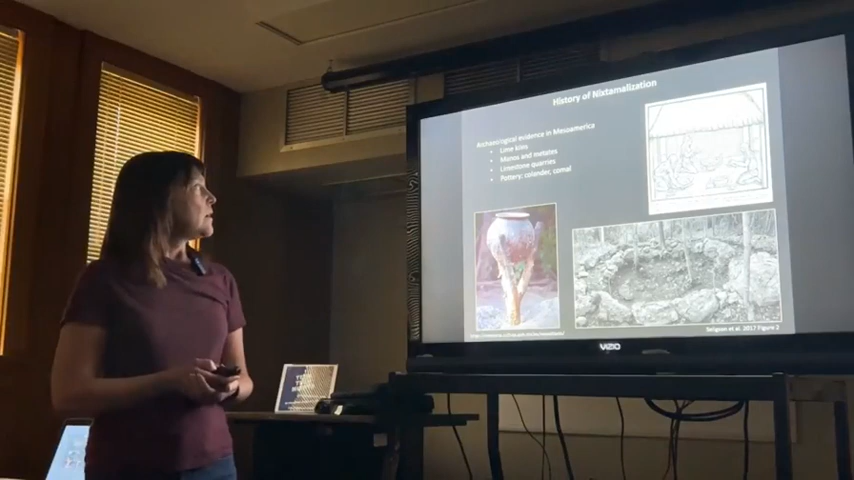 History of Nixtamalization
Archaeological evidence in Mesoamerica
• Lime kilns
• Manos and metates
• Limestone quarries
• Pottery: colander, comal
Seligson et al. 2017 Figure 2
VIZIO